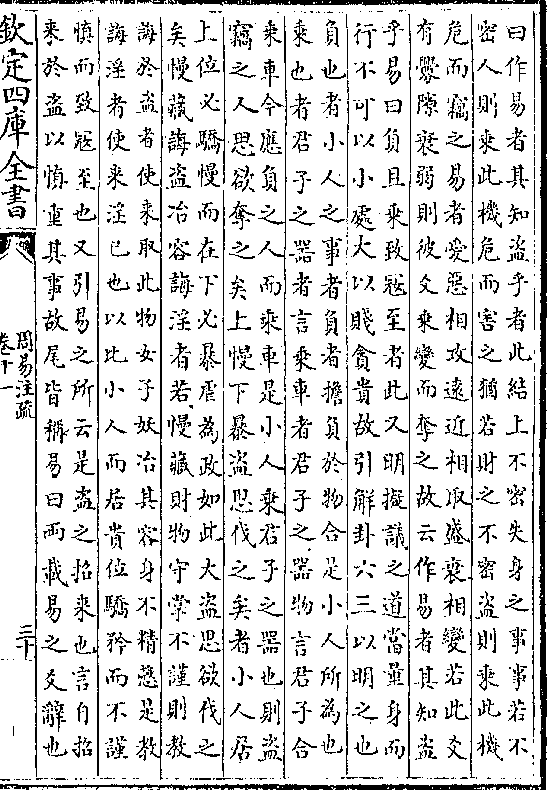 曰作易者其知盜乎者此結上不密失身之事事若不
密人則乘此機危而害之猶若財之不密盜則乘此機
危而竊之易者愛惡相攻遠近相取盛衰相變若此爻
有釁隙衰弱則彼爻乘變而奪之故云作易者其知盜
乎易曰負且乘致寇至者此又明擬議之道當量身而
行不可以小處大以賤貪貴故引解卦六三以明之也
負也者小人之事者負者擔負於物合是小人所為也
乘也者君子之器者言乘車者君子之器物言君子合
乘車今應負之人而乘車是小人乘君子之器也則盜
竊之人思欲奪之矣上慢下暴盜思伐之矣者小人居
上位必驕慢而在下必暴虐為政如此大盜思欲伐之
矣慢藏誨盜冶容誨淫者若慢藏財物守掌不謹則教
誨於盜者使來取此物女子妖冶其容身不精慤是教
誨淫者使来淫已也以比小人而居貴位驕矜而不謹
慎而致寇至也又引易之所云是盜之招来也言自招
来於盜以慎重其事故尾皆稱易曰而載易之爻辭也
欽定四庫全書
周易注疏
卷十一
三十